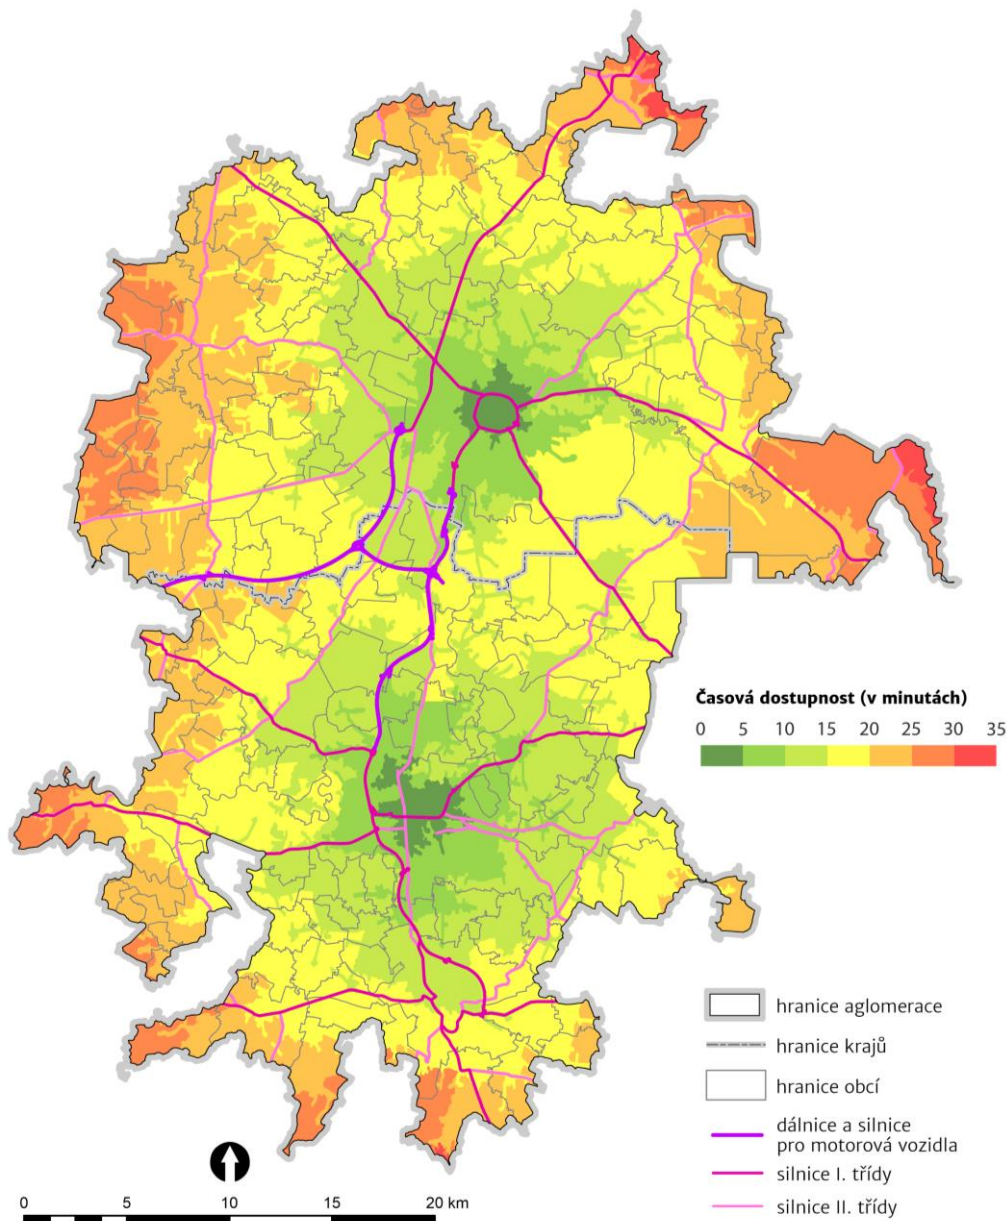 Časová dostupnost (v minutách)
0 5 10 15 20 25 30 35
hranice aglomerace
hranice krajů
hranice obcí
dálnice a silnice
pro motorová vozidla
silnice I. třídy
silnice II. třídy
0 5 10 15 20 km